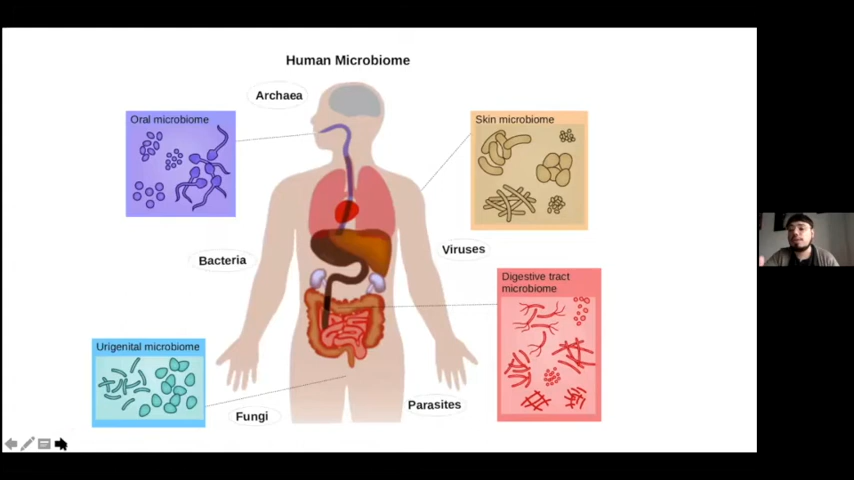 Human Microbiome
Archaea
Oral microbiome
Skin microbiome
Bacteria
Viruses
Digestive tract
microbiome
Urigenital microbiome
Fungi
Parasites